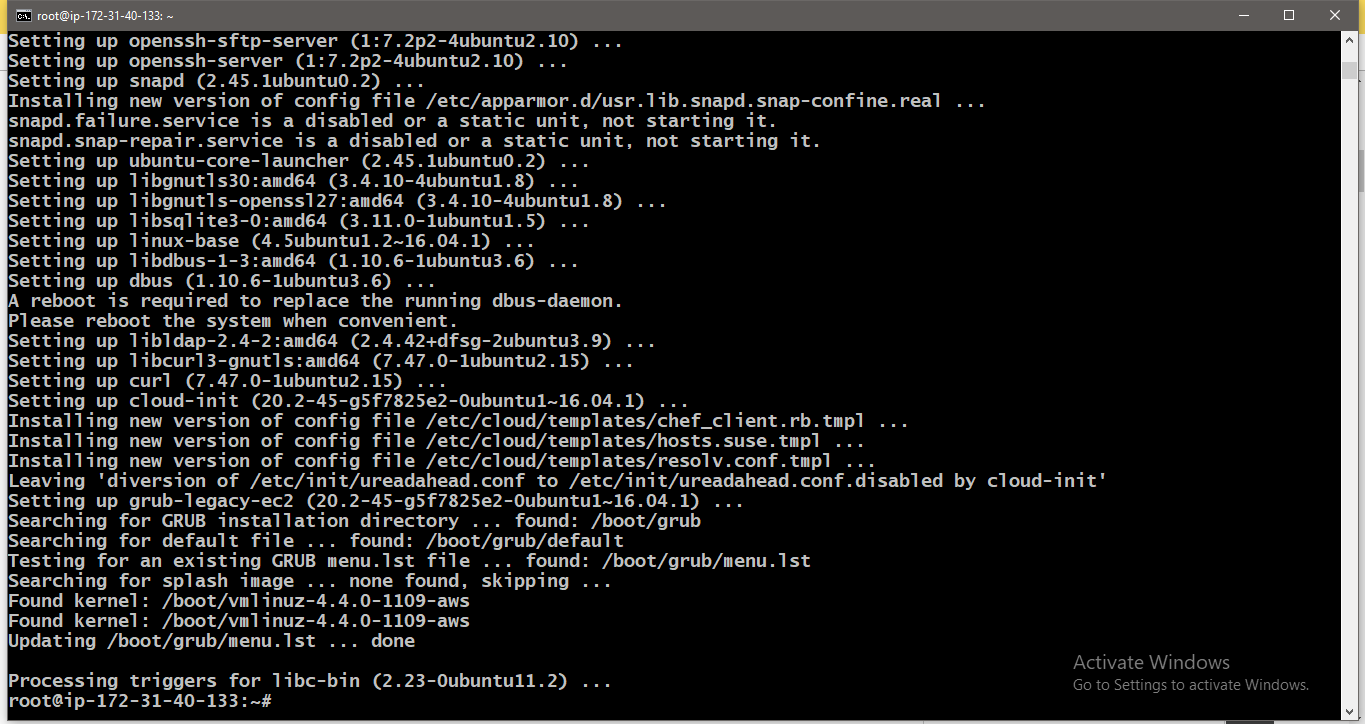 root@ip-172-31-40-133: ~
Setting up openssh-sftp-server (1:7.2p2-4ubuntu2.10) ...
Setting up openssh-server (1:7.2p2-4ubuntu2.10) ...
Setting up snapd (2.45.1ubuntu0.2) ...
Installing new version of config file /etc/apparmor.d/usr.lib.snapd.snap-confine.real ...
snapd.failure.service is a disabled or a static unit, not starting it.
snapd.snap-repair.service is a disabled or a static unit, not starting it.
Setting up ubuntu-core-launcher (2.45.1ubuntu0.2) ...
Setting up libgnutls30:amd64 (3.4.10-4ubuntu1.8) ...
Setting up libgnutls-openssl27:amd64 (3.4.10-4ubuntu1.8) ...
Setting up libsqlite3-0:amd64 (3.11.0-1ubuntu1.5) ...
Setting up linux-base (4.5ubuntu1.2~16.04.1) ...
Setting up libdbus-1-3:amd64 (1.10.6-1ubuntu3.6) ...
Setting up dbus (1.10.6-1ubuntu3.6) ...
A reboot is required to replace the running dbus-daemon.
Please reboot the system when convenient.
Setting up libldap-2.4-2:amd64 (2.4.42+dfsg-2ubuntu3.9) ...
Setting up libcurl3-gnutls:amd64 (7.47.0-1ubuntu2.15) ...
Setting up curl (7.47.0-1ubuntu2.15) ...
Setting up cloud-init (20.2-45-g5f7825e2-0ubuntu1~16.04.1) ...
Installing new version of config file /etc/cloud/templates/chef_client.rb.tmpl ...
Installing new version of config file /etc/cloud/templates/hosts.suse.tmpl ...
Installing new version of config file /etc/cloud/templates/resolv.conf.tmpl ...
Leaving 'diversion of /etc/init/ureadahead.conf to /etc/init/ureadahead.conf.disabled by cloud-init'
Setting up grub-legacy-ec2 (20.2-45-g5f7825e2-0ubuntu1~16.04.1) ...
Searching for GRUB installation directory ... found: /boot/grub
Searching for default file ... found: /boot/grub/default
Testing for an existing GRUB menu.lst file ... found: /boot/grub/menu.lst
Searching for splash image ... none found, skipping ...
Found kernel: /boot/vmlinuz-4.4.0-1109-aws
Found kernel: /boot/vmlinuz-4.4.0-1109-aws
Updating /boot/grub/menu.lst ... done
Processing triggers for libc-bin (2.23-0ubuntu11.2) ...
root@ip-172-31-40-133:~#
Activate Windows
Go to Settings to activate Windows.